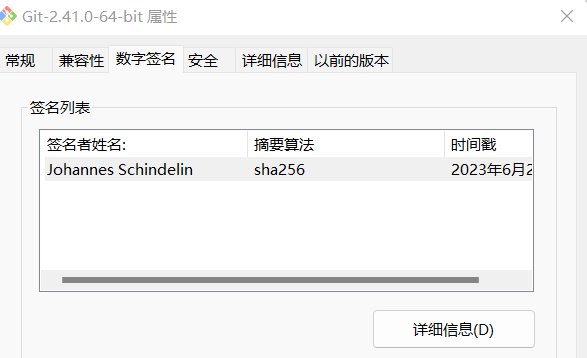 Git-2.41.0-64-bit 属性
常规 兼容性 数字签名 安全 详细信息 以前的版本
签名列表
签名者姓名: 摘要算法 时间戳
Johannes Schindelin sha256 2023年6月2
详细信息(D)